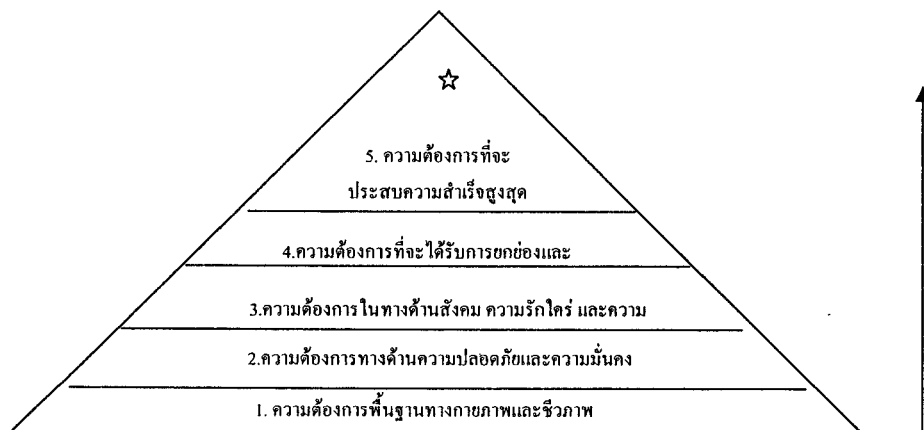 5. ความต้องการที่จะ
ประสบความสำเร็จสูงสุด
4.ความต้องการที่จะได้รับการยกย่องและ
3.ความต้องการในทางด้านสังคม ความรักใคร่ และความ
2.ความต้องการทางด้านความปลอดภัยและความมั่นคง
1. ความต้องการพื้นฐานทางกายภาพและชีวภาพ